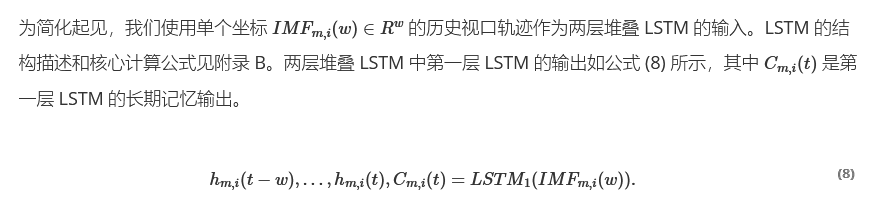 为简化起见，我们使用单个坐标 IMF_{m,i}(w) ∈ R^w 的历史视口轨迹作为两层堆叠 LSTM 的输入。LSTM 的结
构描述和核心计算公式见附录 B。两层堆叠 LSTM 中第一层 LSTM 的输出如公式 (8) 所示，其中 C_{m,i}(t) 是第
一层 LSTM 的长期记忆输出。
h_{m,i}(t − w), . . . , h_{m,i}(t), C_{m,i}(t) = LSTM_1(IMF_{m,i}(w)). (8)